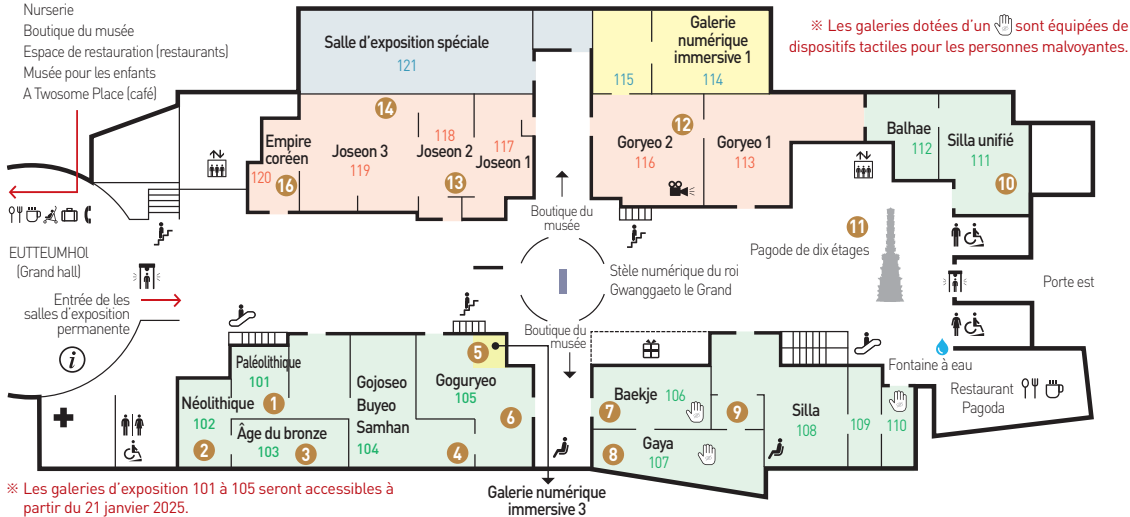 Nurserie
Boutique du musée
Espace de restauration (restaurants)
Musée pour les enfants
A Twosome Place (café)
※ Les galeries dotées d'un sont équipées de
dispositifs tactiles pour les personnes malvoyantes.
Salle d'exposition spéciale
121
Galerie
numérique
immersive 1
115
114
14
Empire
coréen
120
16
Joseon 3
119
118
Joseon 2
13
117
Joseon 1
12
Goryeo 2
116
Goryeo 1
113
Balhae
112
Silla unifié
111
10
Boutique du
musée
11
Pagode de dix étages
EUTTEUMHOL
(Grand hall)
Entrée de les
salles d'exposition
permanente
i
Stèle numérique du roi
Gwanggaeto le Grand
Porte est
Boutique du
musée
Fontaine à eau
Restaurant
Pagoda
Paléolithique
101
1
Néolithique
102
2
Âge du bronze
103
3
Gojoseo
Buyeo
Samhan
104
4
5
Goguryeo
105
6
Baekje
106
7
8
Gaya
107
9
Silla
108
109
110
※ Les galeries d'exposition 101 à 105 seront accessibles à
partir du 21 janvier 2025.
Galerie numérique
immersive 3